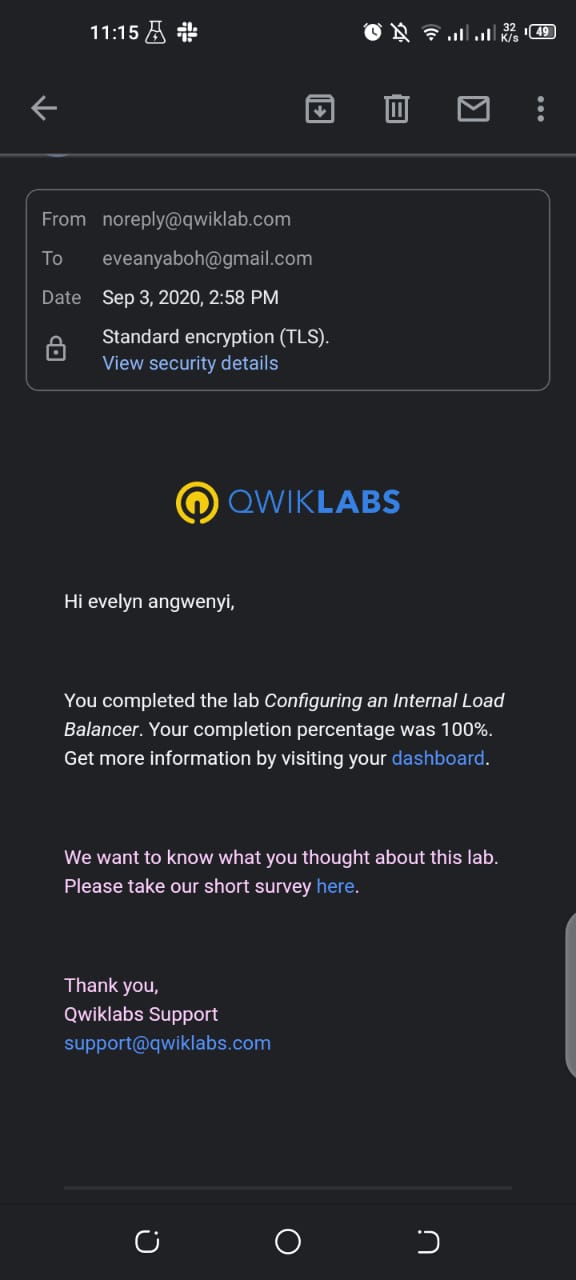 11:15 32 K/s 49
From noreply@qwiklab.com
To eveanyaboh@gmail.com
Date Sep 3, 2020, 2:58 PM
Standard encryption (TLS).
View security details
QWIKLABS
Hi evelyn angwenyi,
You completed the lab Configuring an Internal Load
Balancer. Your completion percentage was 100%.
Get more information by visiting your dashboard.
We want to know what you thought about this lab.
Please take our short survey here.
Thank you,
Qwiklabs Support
support@qwiklabs.com